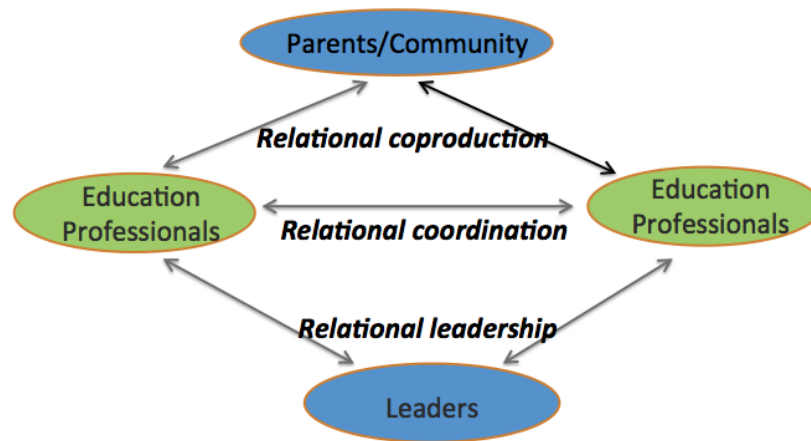 Parents/Community
Relational coproduction
Education
Professionals
Education
Professionals
Relational coordination
Relational leadership
Leaders